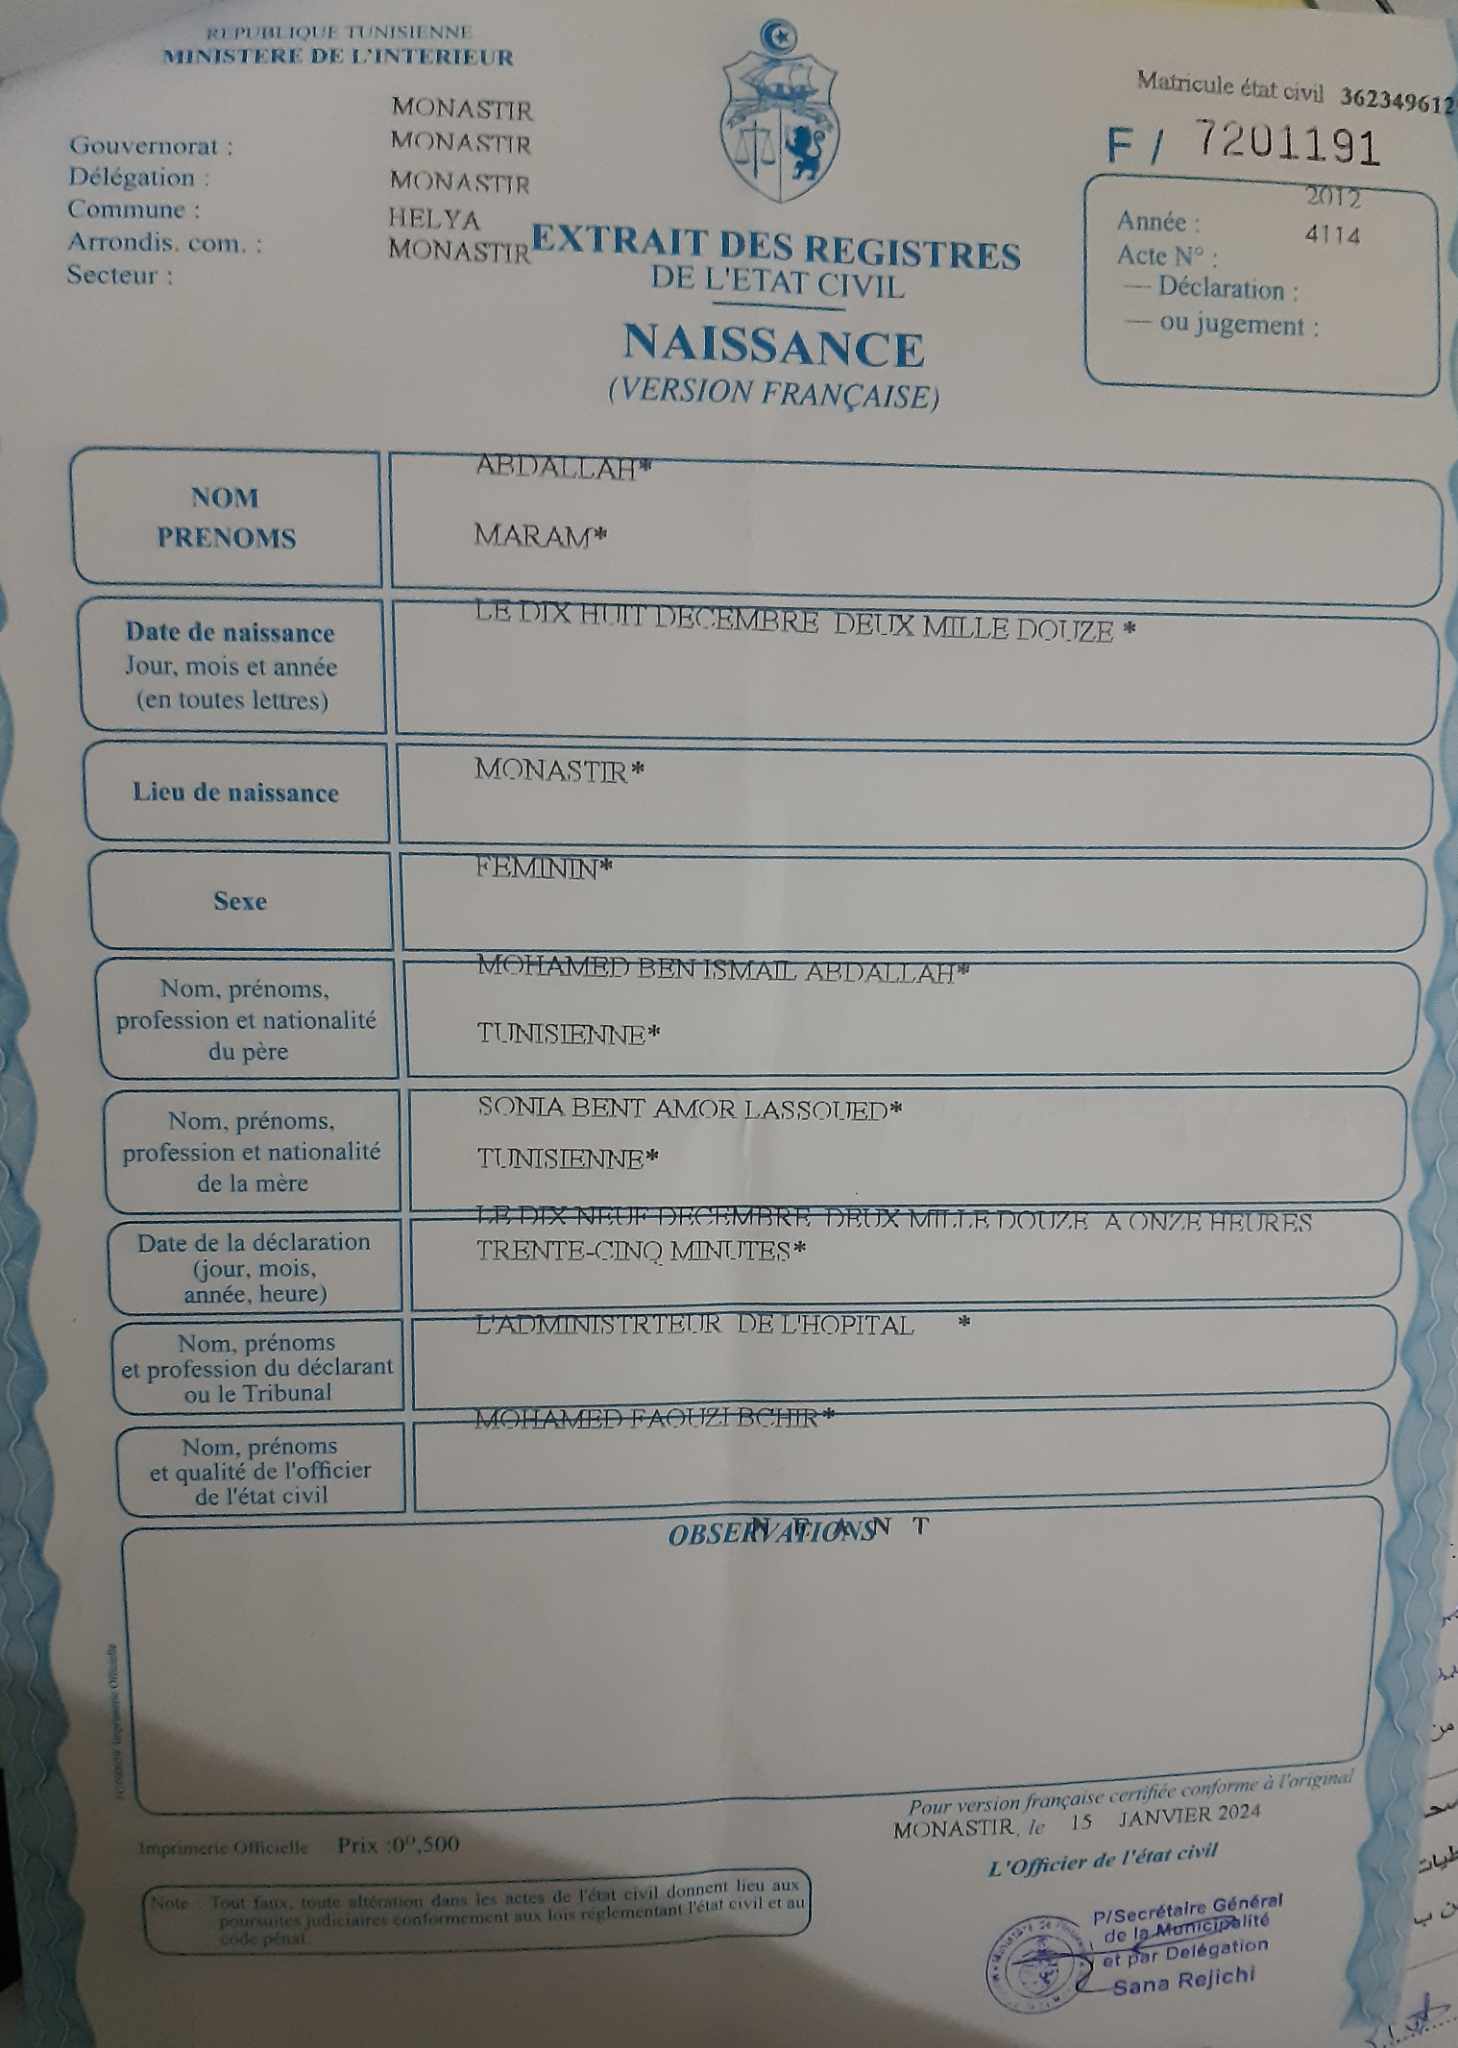 REPUBLIQUE TUNISIENNE
MINISTERE DE L'INTERIEUR
Gouvernorat :
Délégation :
Commune :
Arrondis. com. :
Secteur :
MONASTIR
MONASTIR
MONASTIR
HELYA
MONASTIR
EXTRAIT DES REGISTRES
DE L'ETAT CIVIL
NAISSANCE
(VERSION FRANÇAISE)
Matricule état civil 362349612
F / 7201191
2012
Année :
4114
Acte N° :
— Déclaration :
— ou jugement :
NOM
PRENOMS
ABDALLAH*
MARAM*
Date de naissance
Jour, mois et année
(en toutes lettres)
LE DIX HUIT DECEMBRE DEUX MILLE DOUZE *
Lieu de naissance
MONASTIR*
Sexe
FEMININ*
Nom, prénoms,
profession et nationalité
du père
MOHAMED BEN ISMAIL ABDALLAH*
TUNISIENNE*
Nom, prénoms,
profession et nationalité
de la mère
SONIA BENT AMOR LASSOUED*
TUNISIENNE*
Date de la déclaration
(jour, mois,
année, heure)
LE DIX NEUF DECEMBRE DEUX MILLE DOUZE A ONZE HEURES
TRENTE-CINQ MINUTES*
Nom, prénoms
et profession du déclarant
ou le Tribunal
L'ADMINISTRTEUR DE L'HOPITAL *
Nom, prénoms
et qualité de l'officier
de l'état civil
MOHAMED FAOUZI BCHIR*
OBSERVATIONS
N E A N T
Imprimerie Officielle
Pour version française certifiée conforme à l'original
MONASTIR, le 15 JANVIER 2024
L'Officier de l'état civil
Imprimerie Officielle Prix :0ᴰ,500
Note : Tout faux, toute altération dans les actes de l'état civil donnent lieu aux
poursuites judiciaires conformement aux lois réglementant l'état civil et au
code pénal.
P/Secrétaire Général
de la Municipalité
et par Delégation
Sana Rejichi
من